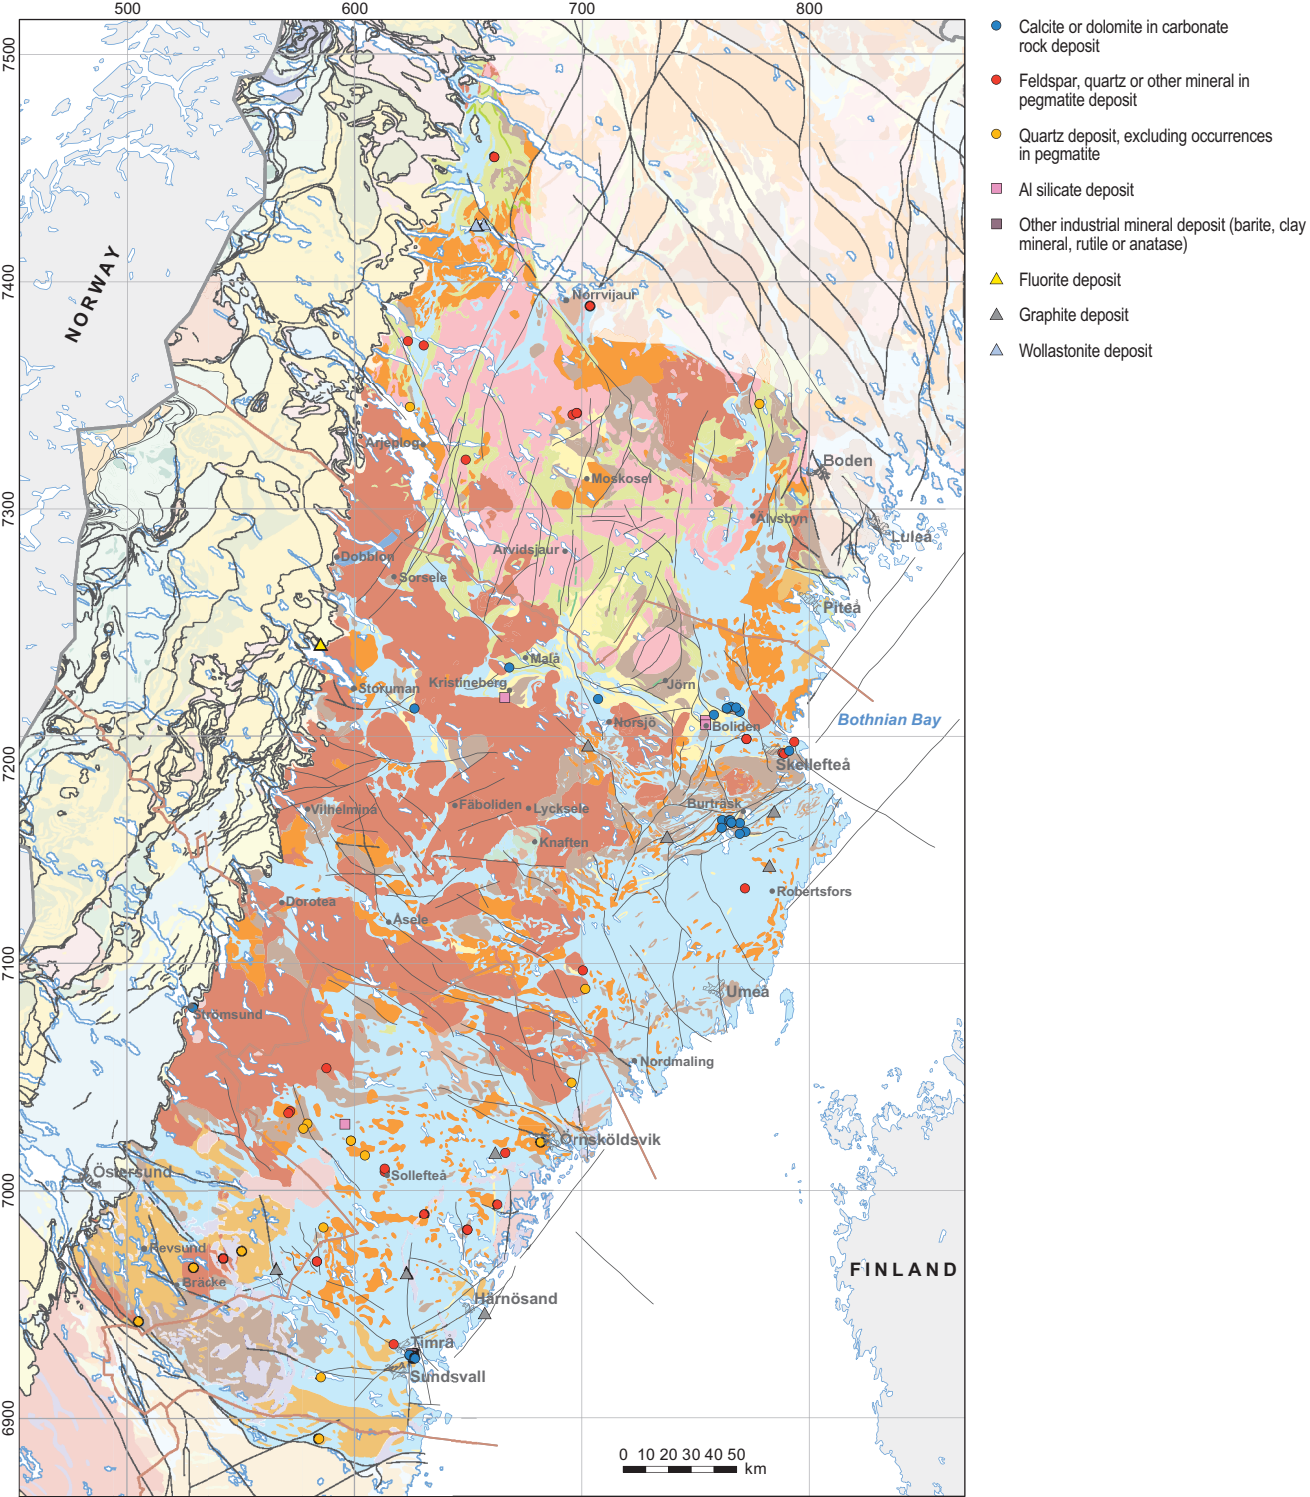 500
600
700
800
7500
7400
7300
7200
7100
7000
6900
NORWAY
Norrvijaur
Arjeplog
Moskosel
Boden
Älvsbyn
Luleå
Arvidsjaur
Dobblon
Sorsele
Piteå
Malå
Kristineberg
Storuman
Jörn
Norsjö
Boliden
Bothnian Bay
Skellefteå
Vilhelmina
Fäboliden
Lycksele
Burträsk
Knaften
Robertsfors
Dorotea
Åsele
Umeå
Strömsund
Nordmaling
Örnsköldsvik
Östersund
Sollefteå
Revsund
Bräcke
FINLAND
Härnösand
Timrå
Sundsvall
0 10 20 30 40 50
km
Calcite or dolomite in carbonate
rock deposit
Feldspar, quartz or other mineral in
pegmatite deposit
Quartz deposit, excluding occurrences
in pegmatite
Al silicate deposit
Other industrial mineral deposit (barite, clay
mineral, rutile or anatase)
Fluorite deposit
Graphite deposit
Wollastonite deposit